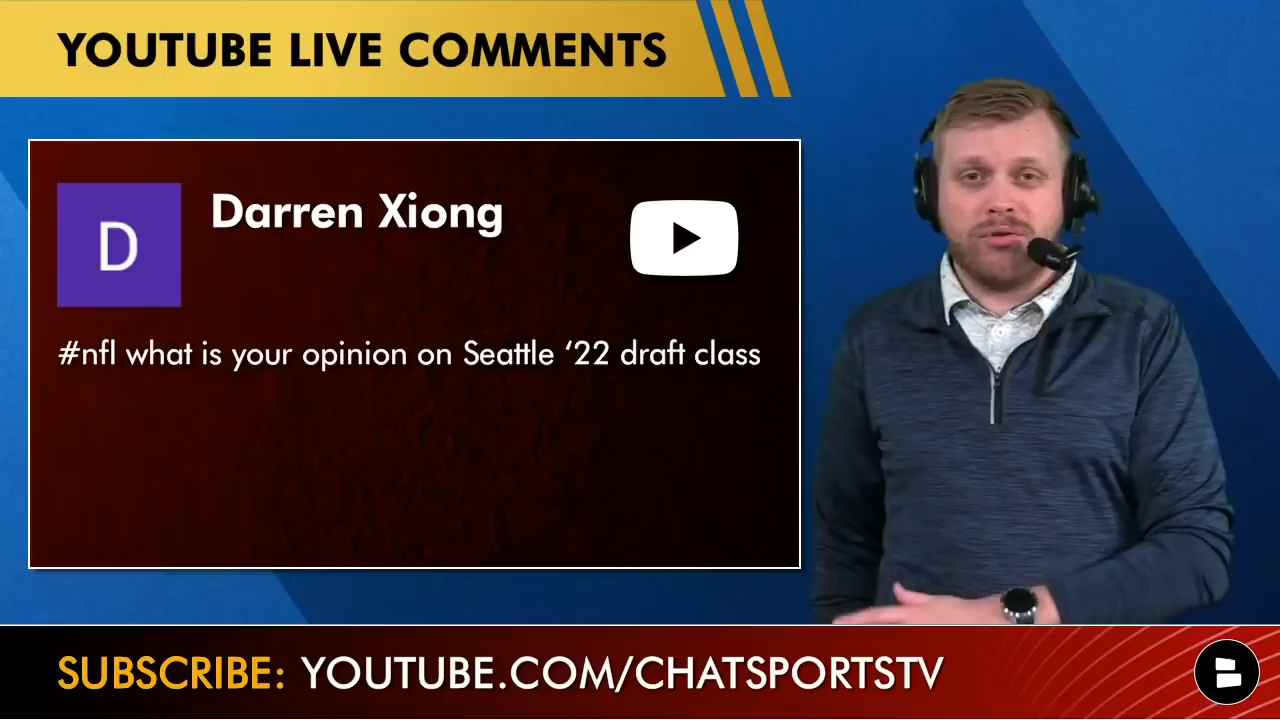 YOUTUBE LIVE COMMENTS
D
Darren Xiong
#nfl what is your opinion on Seattle ‘22 draft class
SUBSCRIBE: YOUTUBE.COM/CHATSPORTSTV